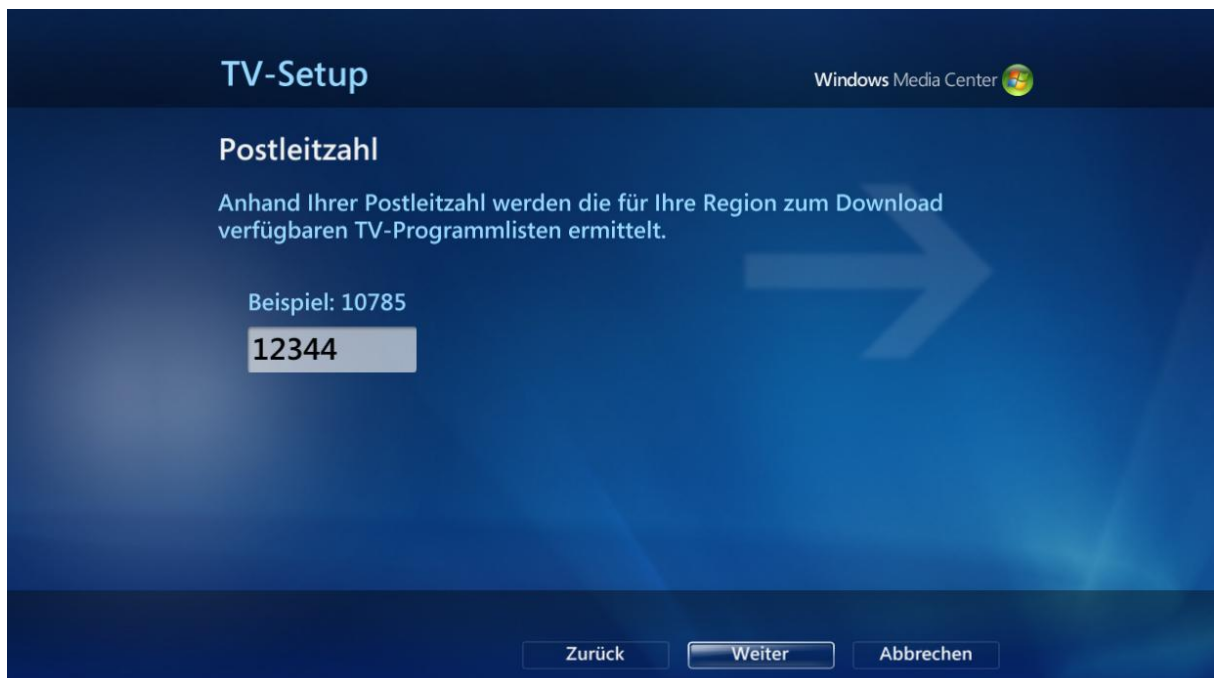 TV-Setup
Windows Media Center
Postleitzahl
Anhand Ihrer Postleitzahl werden die für Ihre Region zum Download
verfügbaren TV-Programmlisten ermittelt.
Beispiel: 10785
12344
Zurück
Weiter
Abbrechen